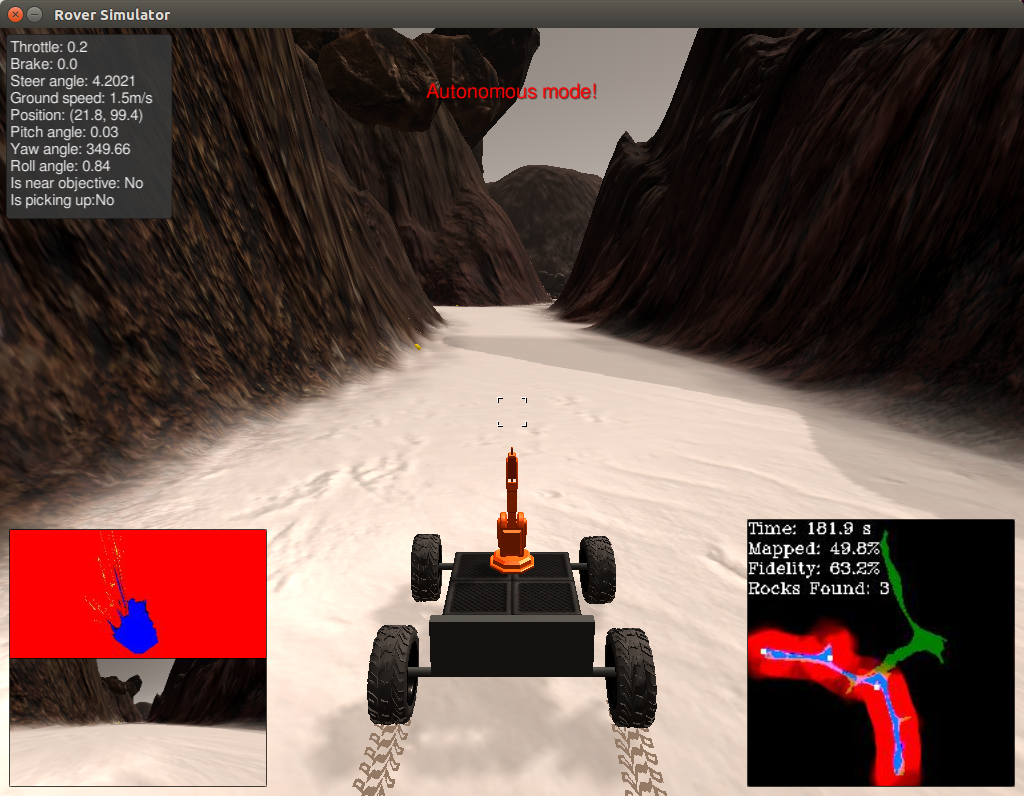 Rover Simulator
Throttle: 0.2
Brake: 0.0
Steer angle: 4.2021
Ground speed: 1.5m/s
Position: (21.8, 99.4)
Pitch angle: 0.03
Yaw angle: 349.66
Roll angle: 0.84
Is near objective: No
Is picking up:No
Autonomous mode!
Time: 181.9 s
Mapped: 49.8%
Fidelity: 63.2%
Rocks Found: 3